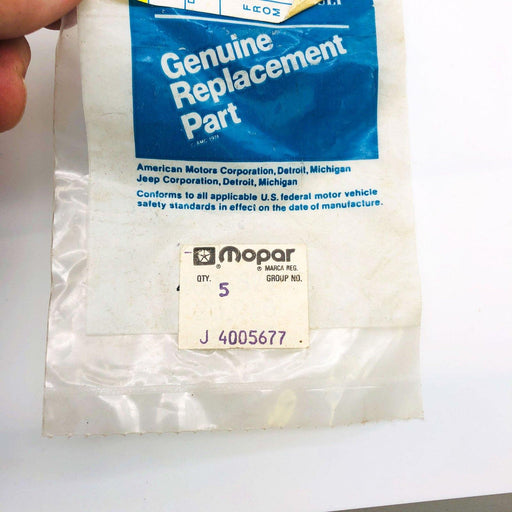 FROM
Genuine
Replacement
Part
American Motors Corporation, Detroit, Michigan
Jeep Corporation, Detroit, Michigan
Conforms to all applicable U.S. federal motor vehicle
safety standards in effect on the date of manufacture.
Mopar
® ® MARCA REG.
QTY. GROUP NO.
5
J 4005677